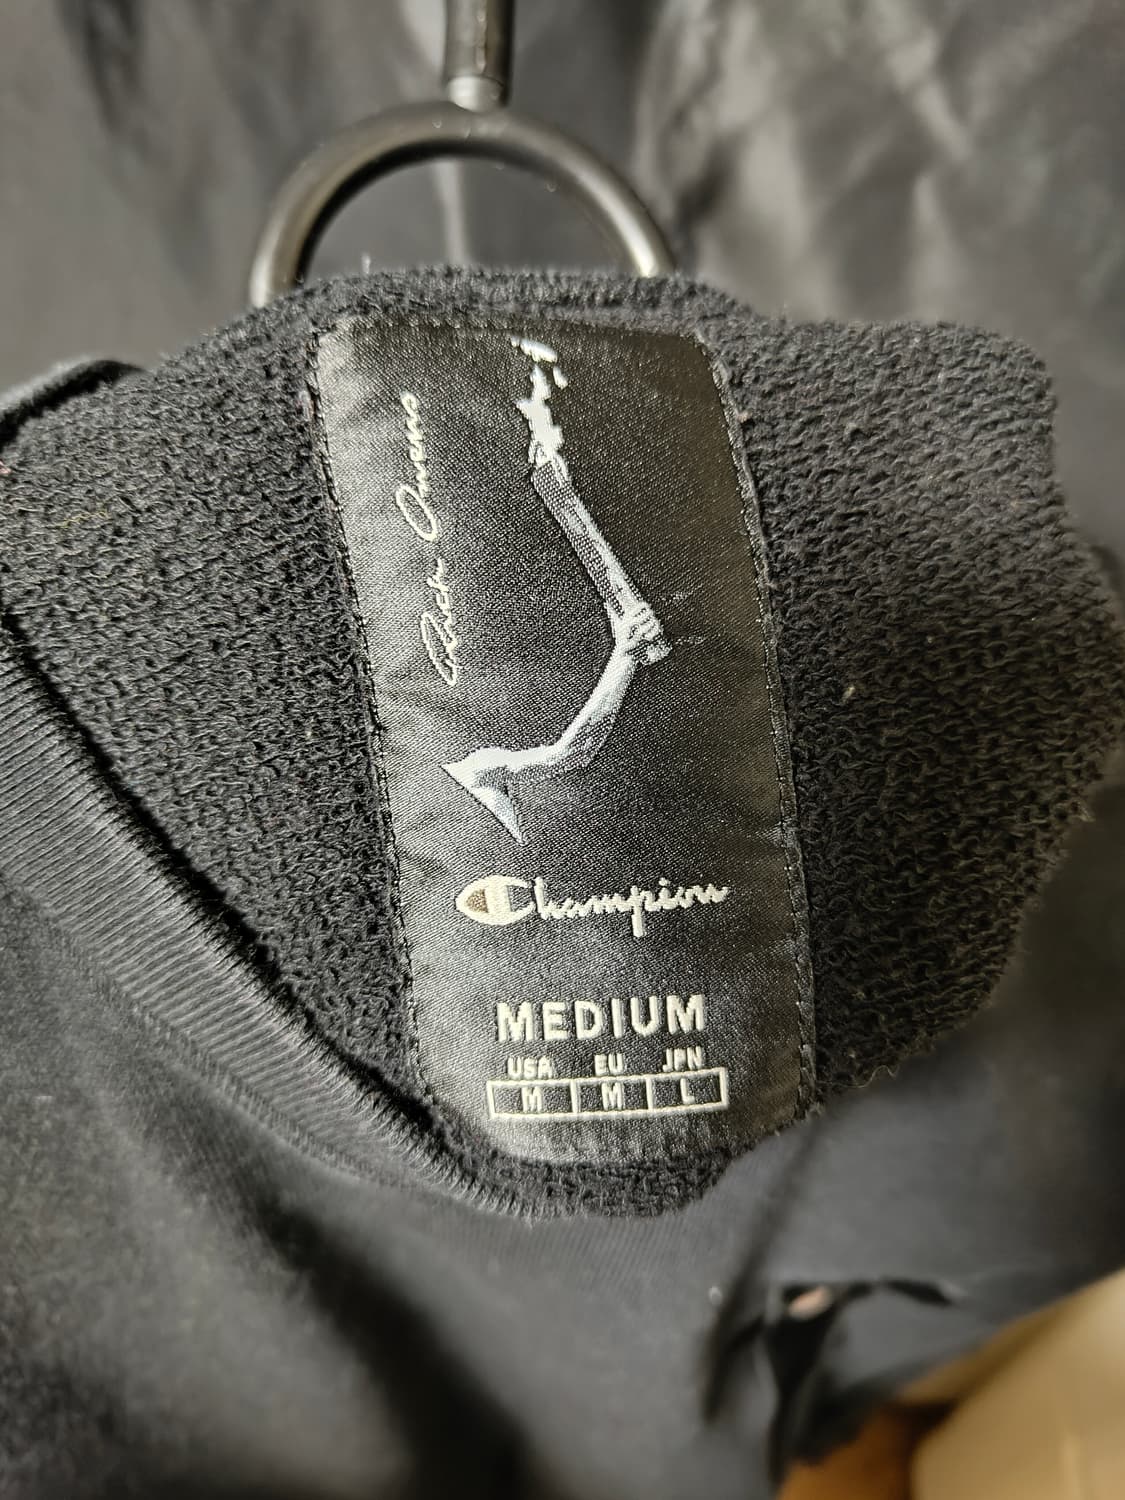 Rick Owens
Champion
MEDIUM
USA EU JPN
M M L